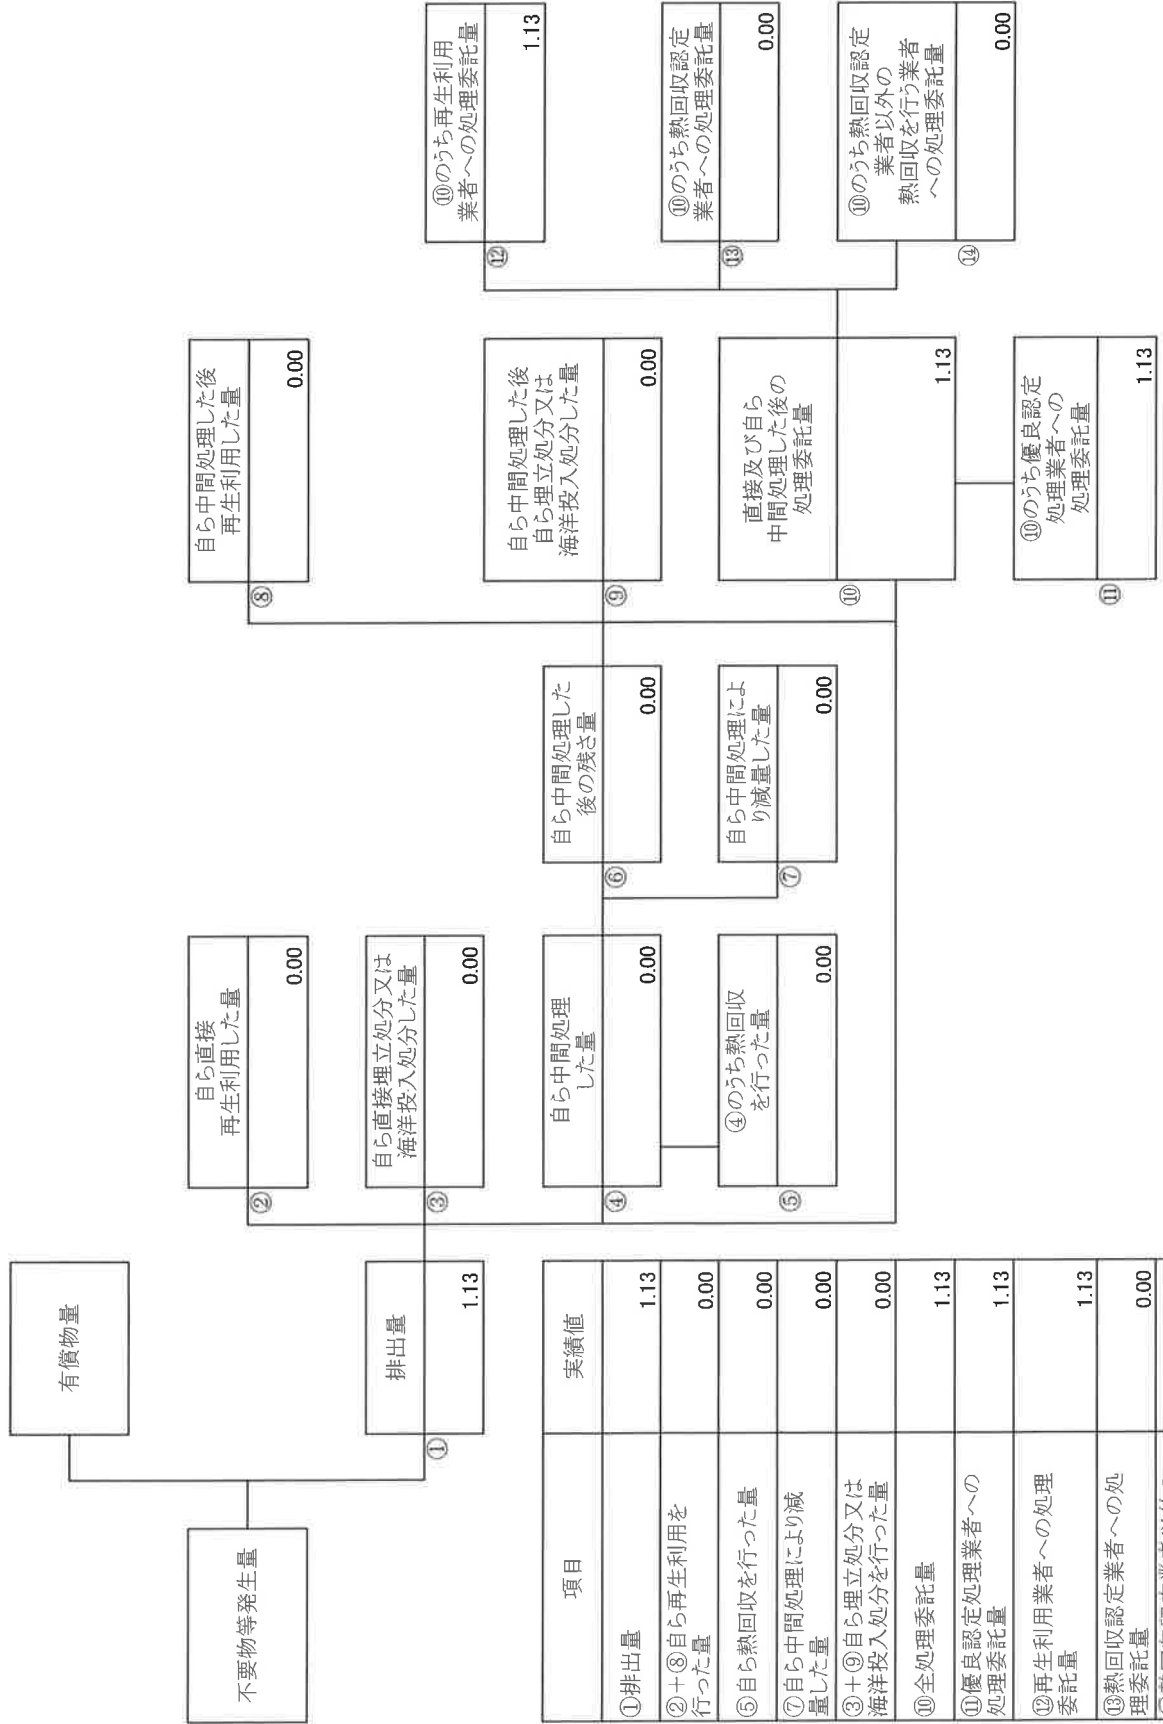 不要物等発生量
有償物量
①
排出量
1.13
②
自ら直接
再生利用した量
0.00
③
自ら直接埋立処分又は
海洋投入処分した量
0.00
④
自ら中間処理
した量
0.00
⑤
④のうち熱回収
を行った量
0.00
⑥
自ら中間処理した
後の残さ量
0.00
⑦
自ら中間処理によ
り減量した量
0.00
⑧
自ら中間処理した後
再生利用した量
0.00
⑨
自ら中間処理した後
自ら埋立処分又は
海洋投入処分した量
0.00
⑩
直接及び自ら
中間処理した後の
処理委託量
1.13
⑪
⑩のうち優良認定
処理業者への
処理委託量
1.13
⑫
⑩のうち再生利用
業者への処理委託量
1.13
⑬
⑩のうち熱回収認定
業者への処理委託量
0.00
⑭
⑩のうち熱回収認定
業者以外の
熱回収を行う業者
への処理委託量
0.00
項目
実績値
①排出量
1.13
②+⑧自ら再生利用を
行った量
0.00
⑤自ら熱回収を行った量
0.00
⑦自ら中間処理により減
量した量
0.00
③+⑨自ら埋立処分又は
海洋投入処分を行った量
0.00
⑩全処理委託量
1.13
⑪優良認定処理業者への
処理委託量
1.13
⑫再生利用業者への処理
委託量
1.13
⑬熱回収認定業者への処
理委託量
0.00